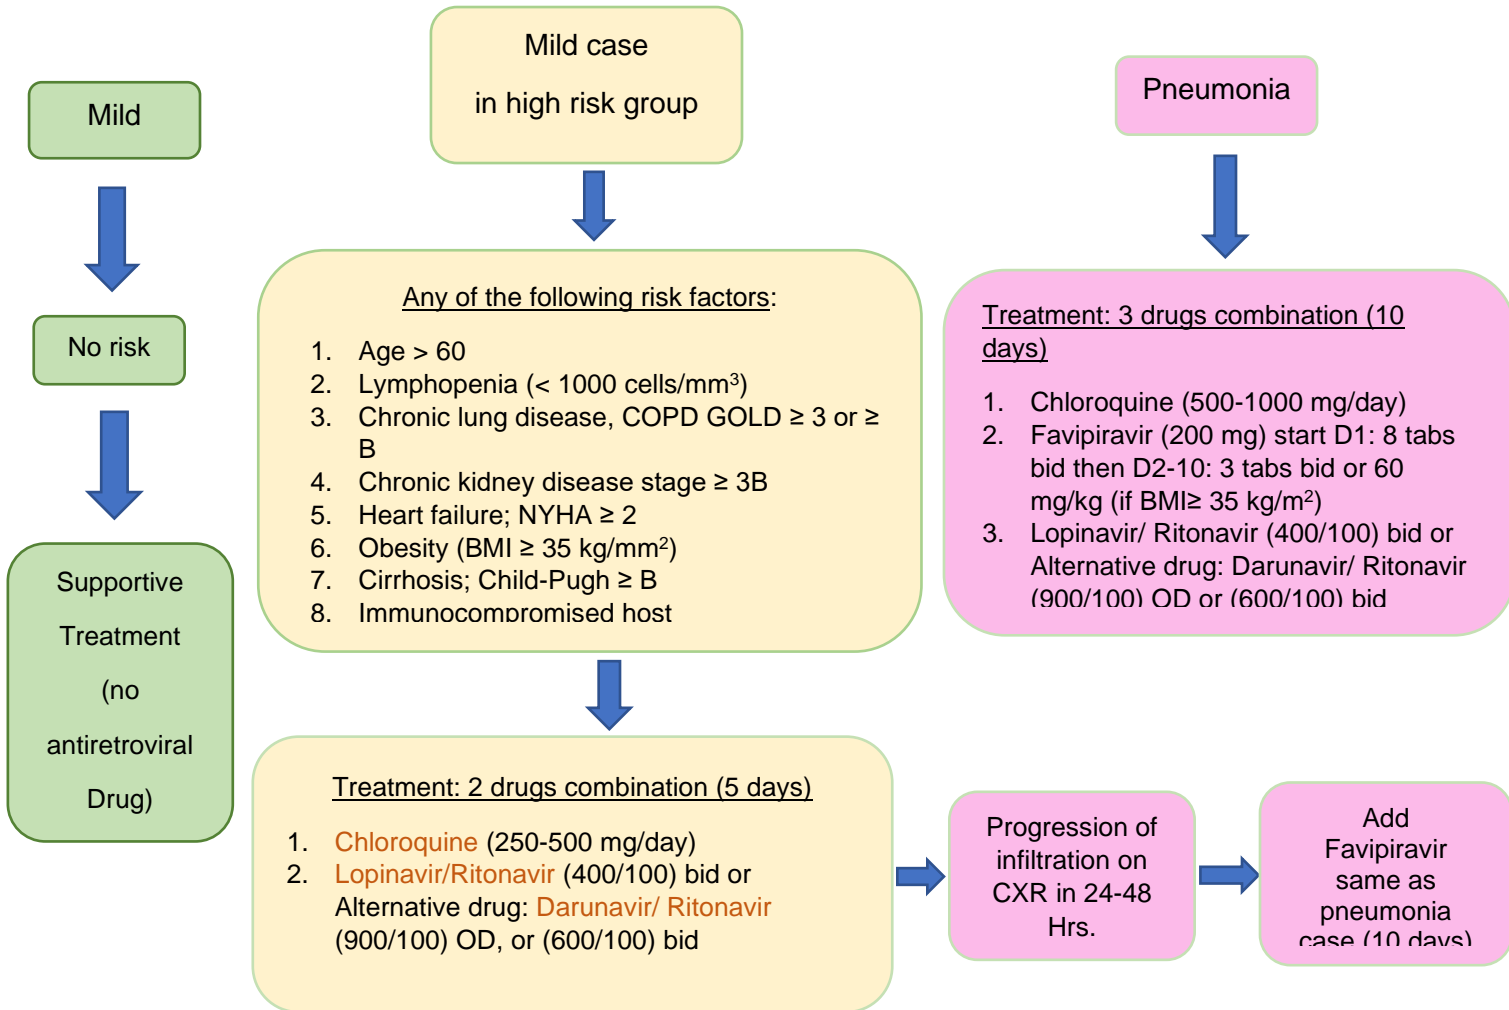 Mild
No risk
Supportive
Treatment
(no
antiretroviral
Drug)
Mild case
in high risk group
Any of the following risk factors:
1. Age > 60
2. Lymphopenia (< 1000 cells/mm³)
3. Chronic lung disease, COPD GOLD ≥ 3 or ≥
B
4. Chronic kidney disease stage ≥ 3B
5. Heart failure; NYHA ≥ 2
6. Obesity (BMI ≥ 35 kg/mm²)
7. Cirrhosis; Child-Pugh ≥ B
8. Immunocompromised host
Treatment: 2 drugs combination (5 days)
1. Chloroquine (250-500 mg/day)
2. Lopinavir/Ritonavir (400/100) bid or
Alternative drug: Darunavir/ Ritonavir
(900/100) OD, or (600/100) bid
Progression of
infiltration on
CXR in 24-48
Hrs.
Add
Favipiravir
same as
pneumonia
case (10 days)
Pneumonia
Treatment: 3 drugs combination (10
days)
1. Chloroquine (500-1000 mg/day)
2. Favipiravir (200 mg) start D1: 8 tabs
bid then D2-10: 3 tabs bid or 60
mg/kg (if BMI≥ 35 kg/m²)
3. Lopinavir/ Ritonavir (400/100) bid or
Alternative drug: Darunavir/ Ritonavir
(900/100) OD or (600/100) bid